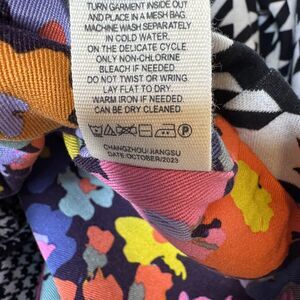 TURN GARMENT INSIDE OUT
AND PLACE IN A MESH BAG.
MACHINE WASH SEPARATELY
IN COLD WATER.
ON THE DELICATE CYCLE
ONLY NON-CHLORINE
BLEACH IF NEEDED
DO NOT TWIST OR WRING
LAY FLAT TO DRY.
WARM IRON IF NEEDED.
CAN BE DRY CLEANED.
CHANGZHOU/JIANGSU
DATE:OCTOBER/2023